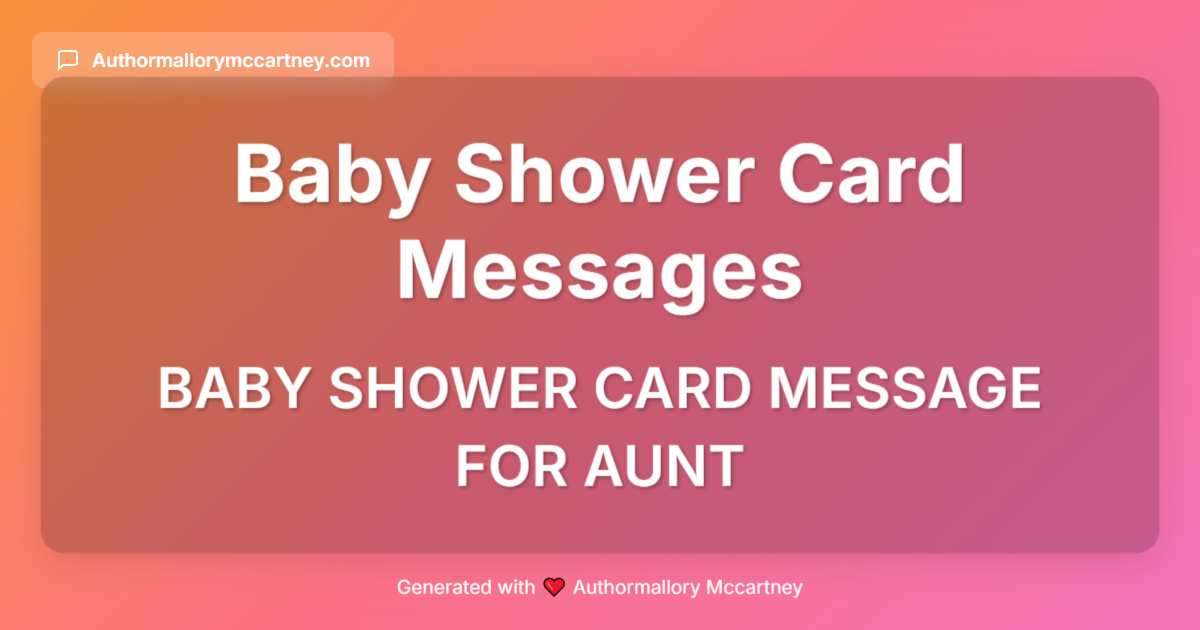 Authormallorymccartney.com
Baby Shower Card
Messages
BABY SHOWER CARD MESSAGE
FOR AUNT
Generated with ❤️ Authormallory Mccartney